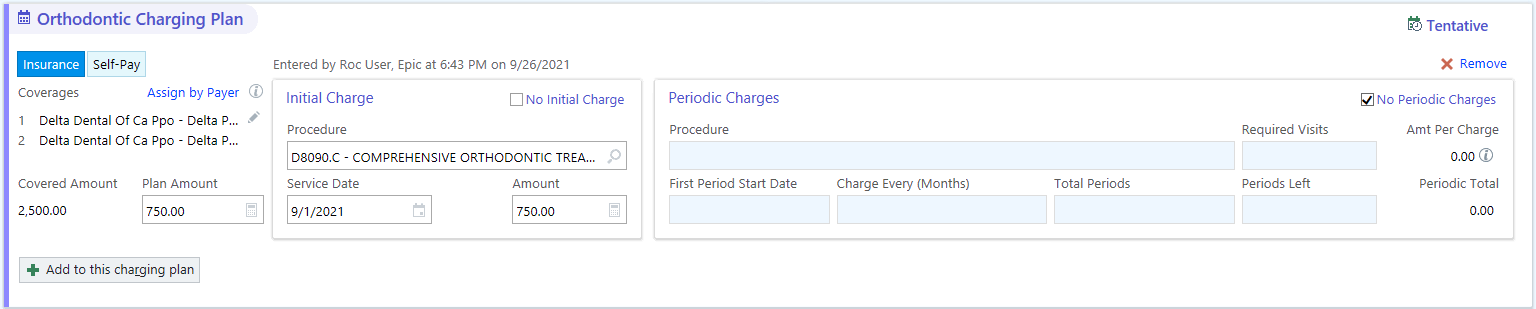 Orthodontic Charging Plan
Tentative
Insurance
Self-Pay
Entered by Roc User, Epic at 6:43 PM on 9/26/2021
Remove
Coverages
Assign by Payer
1 Delta Dental Of Ca Ppo - Delta P...
2 Delta Dental Of Ca Ppo - Delta P...
Covered Amount
Plan Amount
2,500.00
750.00
Initial Charge
No Initial Charge
Procedure
D8090.C - COMPREHENSIVE ORTHODONTIC TREA...
Service Date
Amount
9/1/2021
750.00
Periodic Charges
No Periodic Charges
Procedure
Required Visits
Amt Per Charge
0.00
First Period Start Date
Charge Every (Months)
Total Periods
Periods Left
Periodic Total
0.00
Add to this charging plan